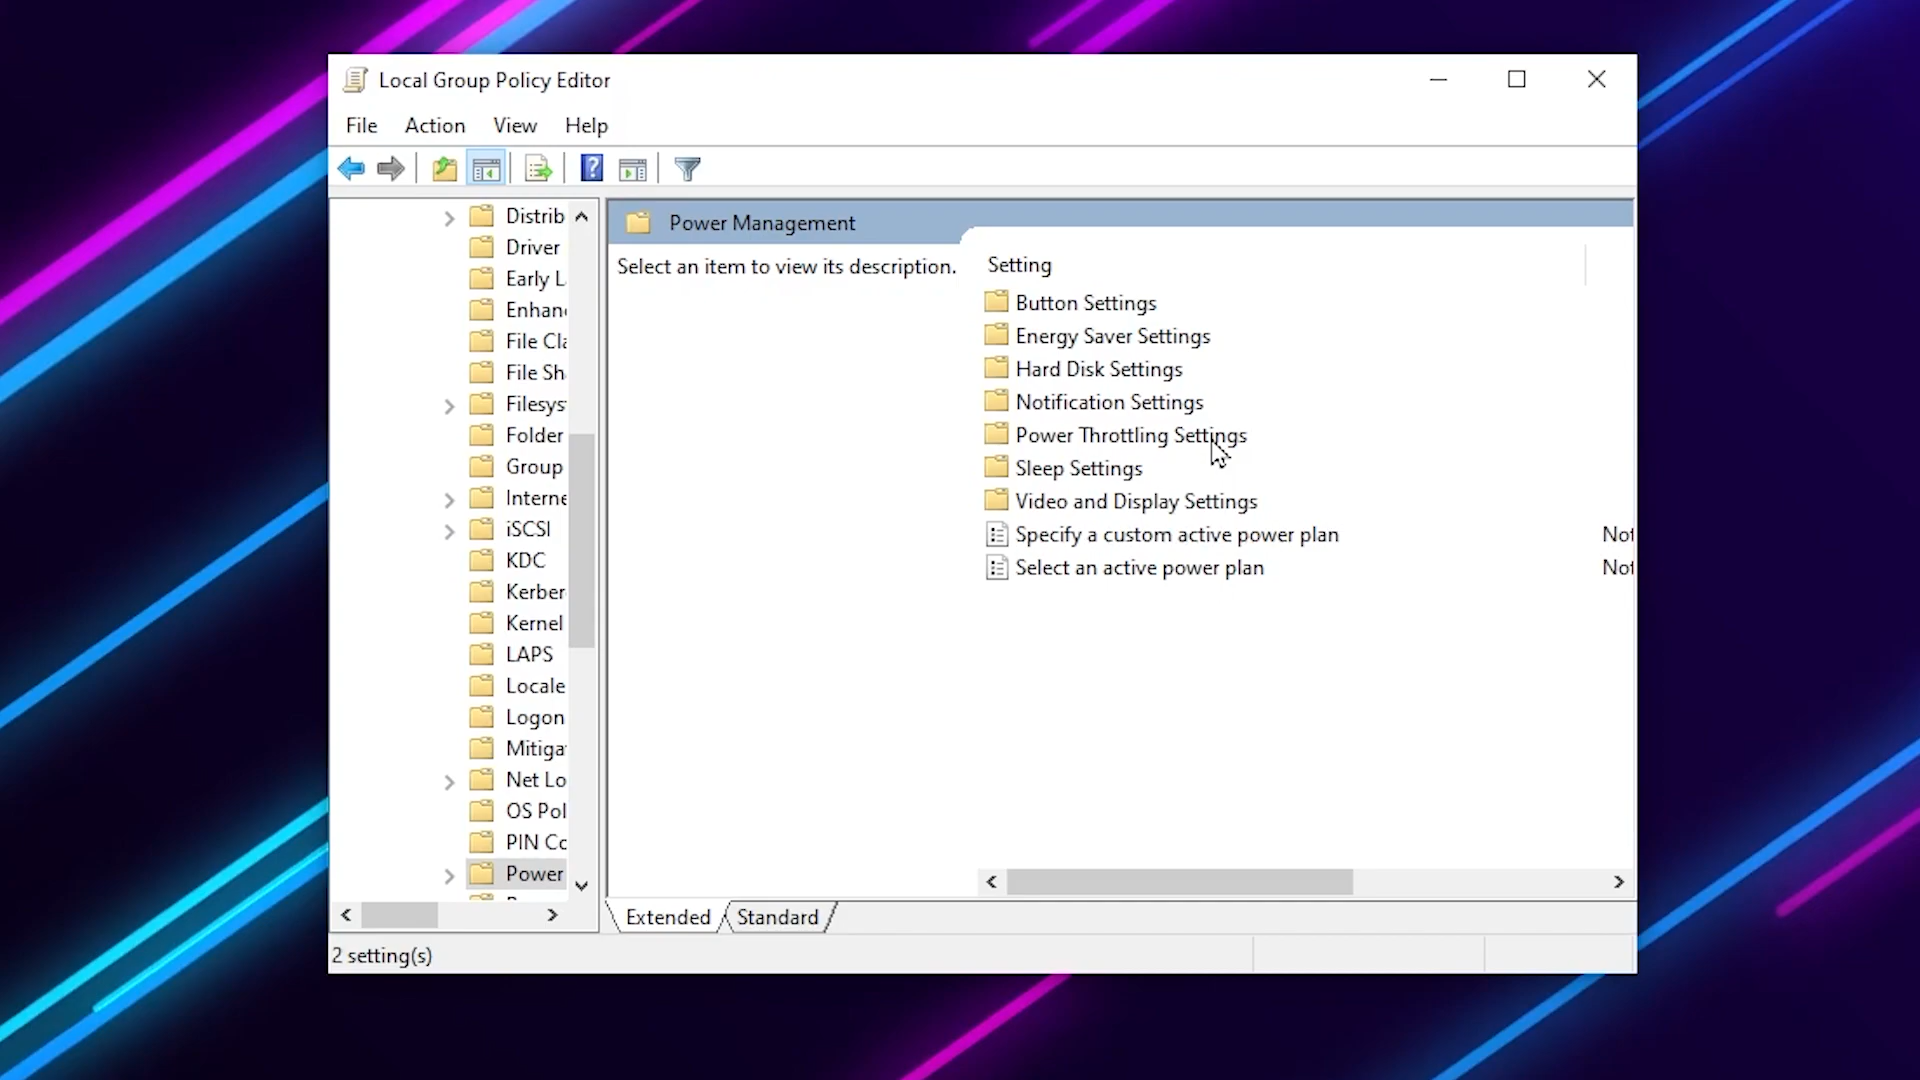 Local Group Policy Editor
File Action View Help
Distrib
Driver
Early L
Enhan
File Cla
File Sh
Filesys
Folder
Group
Interne
iSCSI
KDC
Kerber
Kernel
LAPS
Locale
Logon
Mitiga
Net Lo
OS Pol
PIN Co
Power
Power Management
Select an item to view its description.
Setting
Button Settings
Energy Saver Settings
Hard Disk Settings
Notification Settings
Power Throttling Settings
Sleep Settings
Video and Display Settings
Specify a custom active power plan Not
Select an active power plan Not
Extended Standard
2 setting(s)